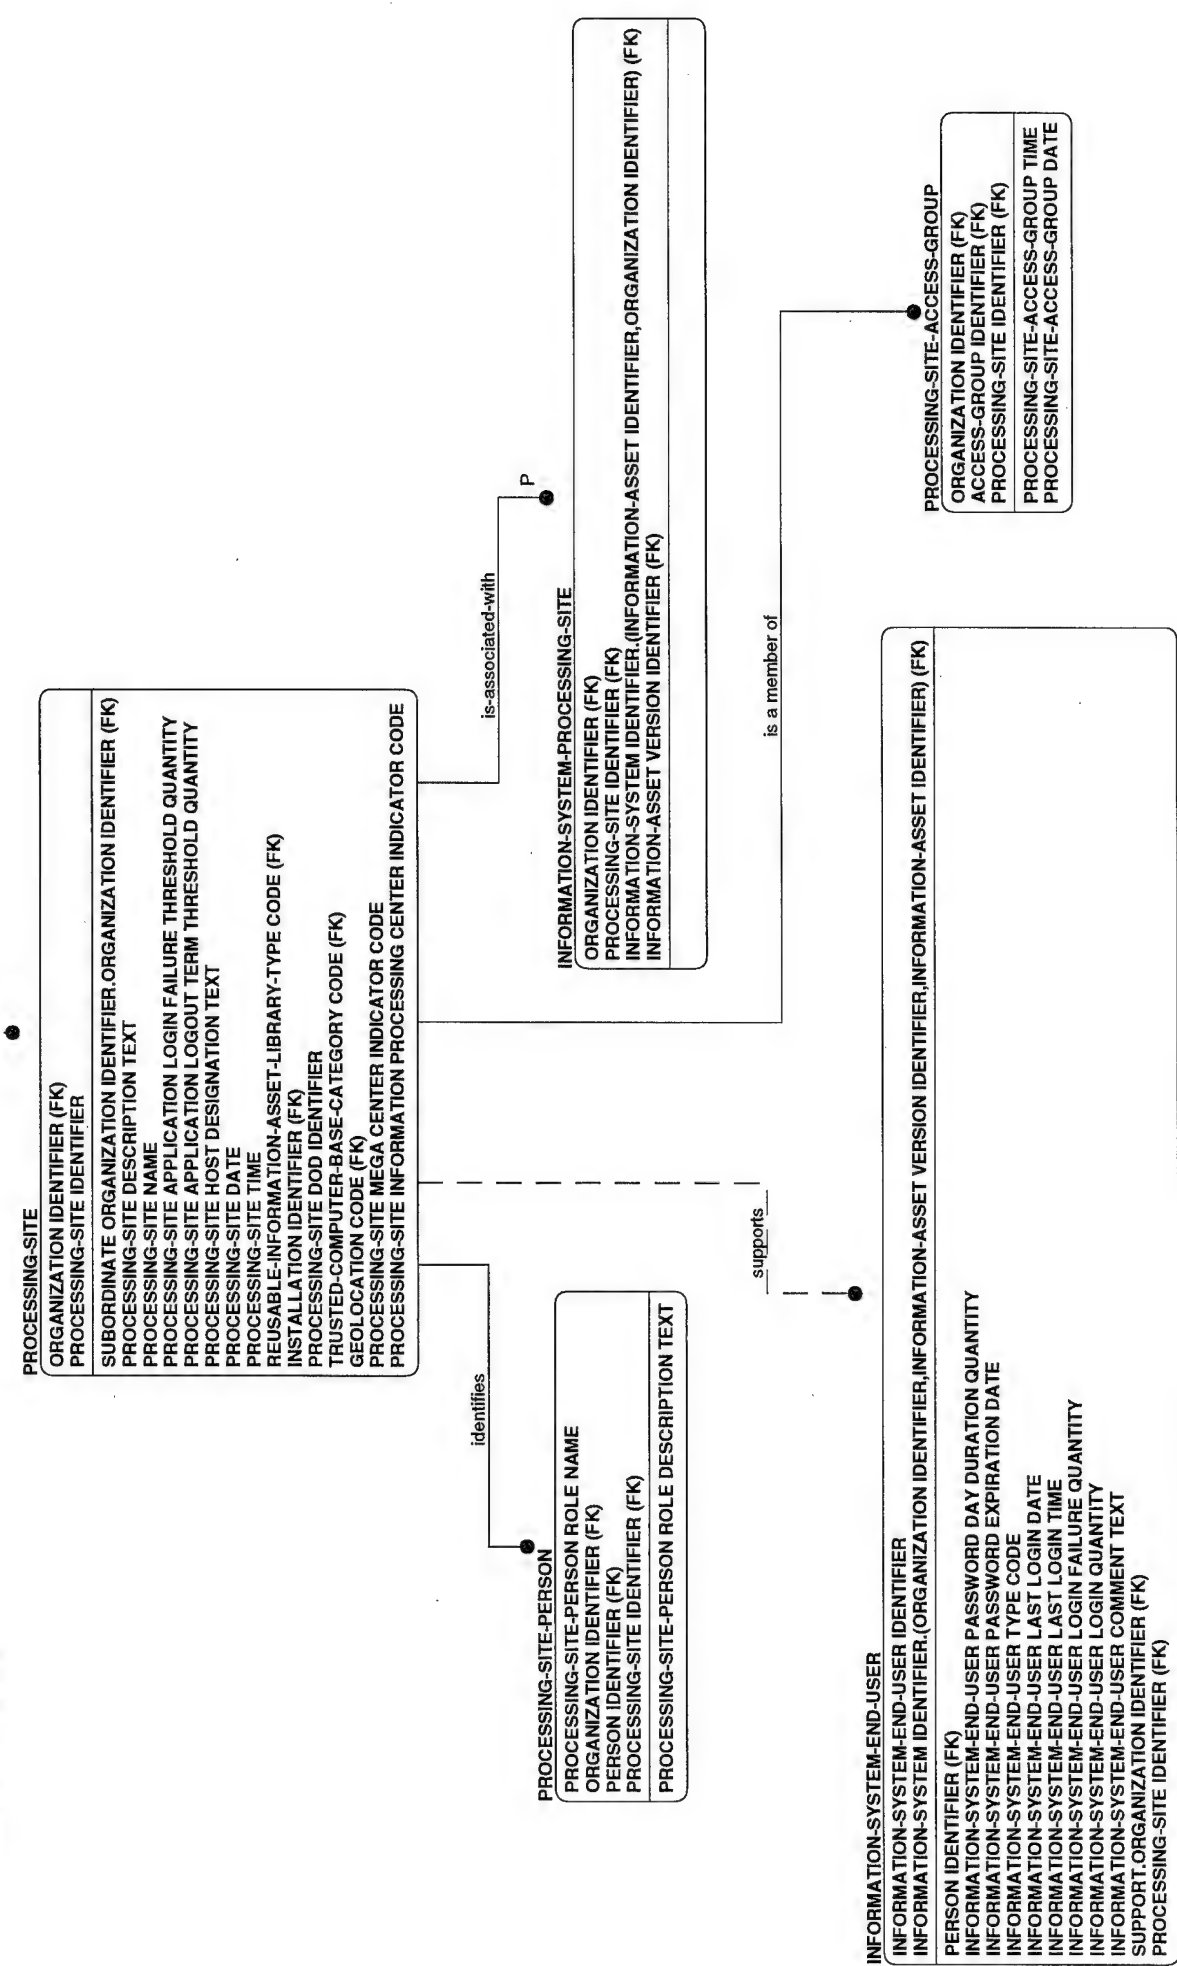 PROCESSING-SITE
ORGANIZATION IDENTIFIER (FK)
PROCESSING-SITE IDENTIFIER
SUBORDINATE ORGANIZATION IDENTIFIER.ORGANIZATION IDENTIFIER (FK)
PROCESSING-SITE DESCRIPTION TEXT
PROCESSING-SITE NAME
PROCESSING-SITE APPLICATION LOGIN FAILURE THRESHOLD QUANTITY
PROCESSING-SITE APPLICATION LOGOUT TERM THRESHOLD QUANTITY
PROCESSING-SITE HOST DESIGNATION TEXT
PROCESSING-SITE DATE
PROCESSING-SITE TIME
REUSABLE-INFORMATION-ASSET-LIBRARY-TYPE CODE (FK)
INSTALLATION IDENTIFIER (FK)
PROCESSING-SITE DOD IDENTIFIER
TRUSTED-COMPUTER-BASE-CATEGORY CODE (FK)
GEOLOCATION CODE (FK)
PROCESSING-SITE MEGA CENTER INDICATOR CODE
PROCESSING-SITE INFORMATION PROCESSING CENTER INDICATOR CODE
identifies
is-associated-with
P
PROCESSING-SITE-PERSON
PROCESSING-SITE-PERSON ROLE NAME
ORGANIZATION IDENTIFIER (FK)
PERSON IDENTIFIER (FK)
PROCESSING-SITE IDENTIFIER (FK)
PROCESSING-SITE-PERSON ROLE DESCRIPTION TEXT
INFORMATION-SYSTEM-PROCESSING-SITE
ORGANIZATION IDENTIFIER (FK)
PROCESSING-SITE IDENTIFIER (FK)
INFORMATION-SYSTEM IDENTIFIER.(INFORMATION-ASSET IDENTIFIER,ORGANIZATION IDENTIFIER) (FK)
INFORMATION-ASSET VERSION IDENTIFIER (FK)
supports
is a member of
INFORMATION-SYSTEM-END-USER
INFORMATION-SYSTEM-END-USER IDENTIFIER
INFORMATION-SYSTEM IDENTIFIER.(ORGANIZATION IDENTIFIER,INFORMATION-ASSET VERSION IDENTIFIER,INFORMATION-ASSET IDENTIFIER) (FK)
PERSON IDENTIFIER (FK)
INFORMATION-SYSTEM-END-USER PASSWORD DAY DURATION QUANTITY
INFORMATION-SYSTEM-END-USER PASSWORD EXPIRATION DATE
INFORMATION-SYSTEM-END-USER TYPE CODE
INFORMATION-SYSTEM-END-USER LAST LOGIN DATE
INFORMATION-SYSTEM-END-USER LAST LOGIN TIME
INFORMATION-SYSTEM-END-USER LOGIN FAILURE QUANTITY
INFORMATION-SYSTEM-END-USER LOGIN QUANTITY
INFORMATION-SYSTEM-END-USER COMMENT TEXT
SUPPORT.ORGANIZATION IDENTIFIER (FK)
PROCESSING-SITE IDENTIFIER (FK)
PROCESSING-SITE-ACCESS-GROUP
ORGANIZATION IDENTIFIER (FK)
ACCESS-GROUP IDENTIFIER (FK)
PROCESSING-SITE IDENTIFIER (FK)
PROCESSING-SITE-ACCESS-GROUP TIME
PROCESSING-SITE-ACCESS-GROUP DATE